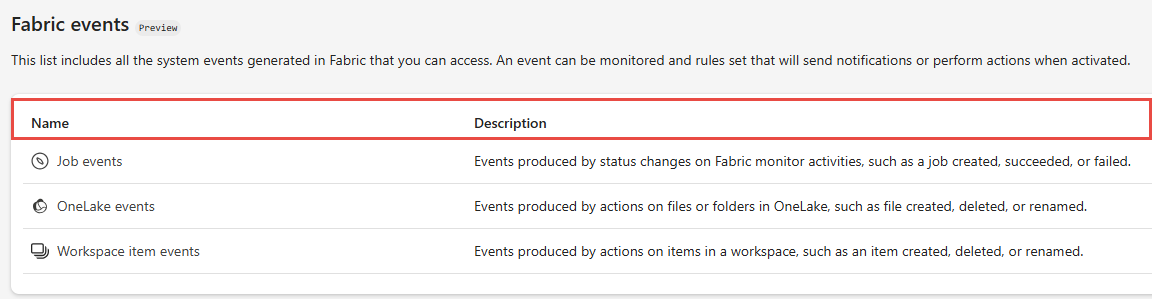 Fabric events Preview
This list includes all the system events generated in Fabric that you can access. An event can be monitored and rules set that will send notifications or perform actions when activated.
Name Description
Job events Events produced by status changes on Fabric monitor activities, such as a job created, succeeded, or failed.
OneLake events Events produced by actions on files or folders in OneLake, such as file created, deleted, or renamed.
Workspace item events Events produced by actions on items in a workspace, such as an item created, deleted, or renamed.